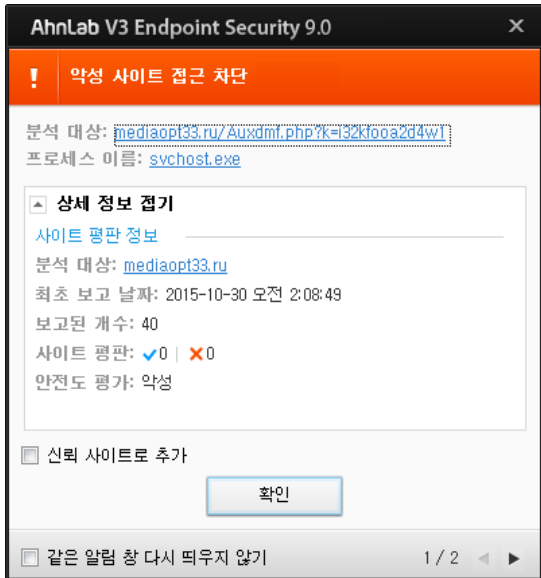 AhnLab V3 Endpoint Security 9.0
악성 사이트 접근 차단
분석 대상: mediaopt33.ru/Auxdmf.php?k=i32kfooa2d4w1
프로세스 이름: svchost.exe
상세 정보 접기
사이트 평판 정보
분석 대상: mediaopt33.ru
최초 보고 날짜: 2015-10-30 오전 2:08:49
보고된 개수: 40
사이트 평판: ✔0 | ✖0
안전도 평가: 악성
신뢰 사이트로 추가
확인
같은 알림 창 다시 띄우지 않기 1 / 2